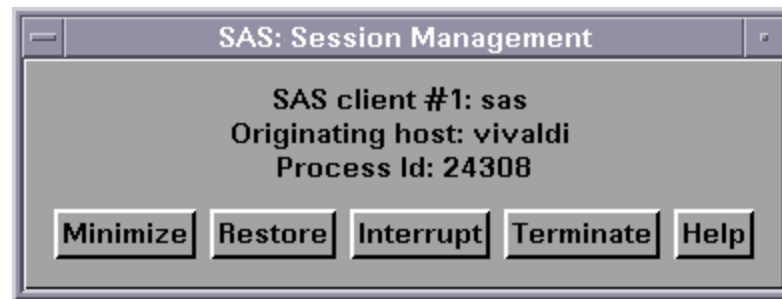 SAS: Session Management
SAS client #1: sas
Originating host: vivaldi
Process Id: 24308
Minimize Restore Interrupt Terminate Help